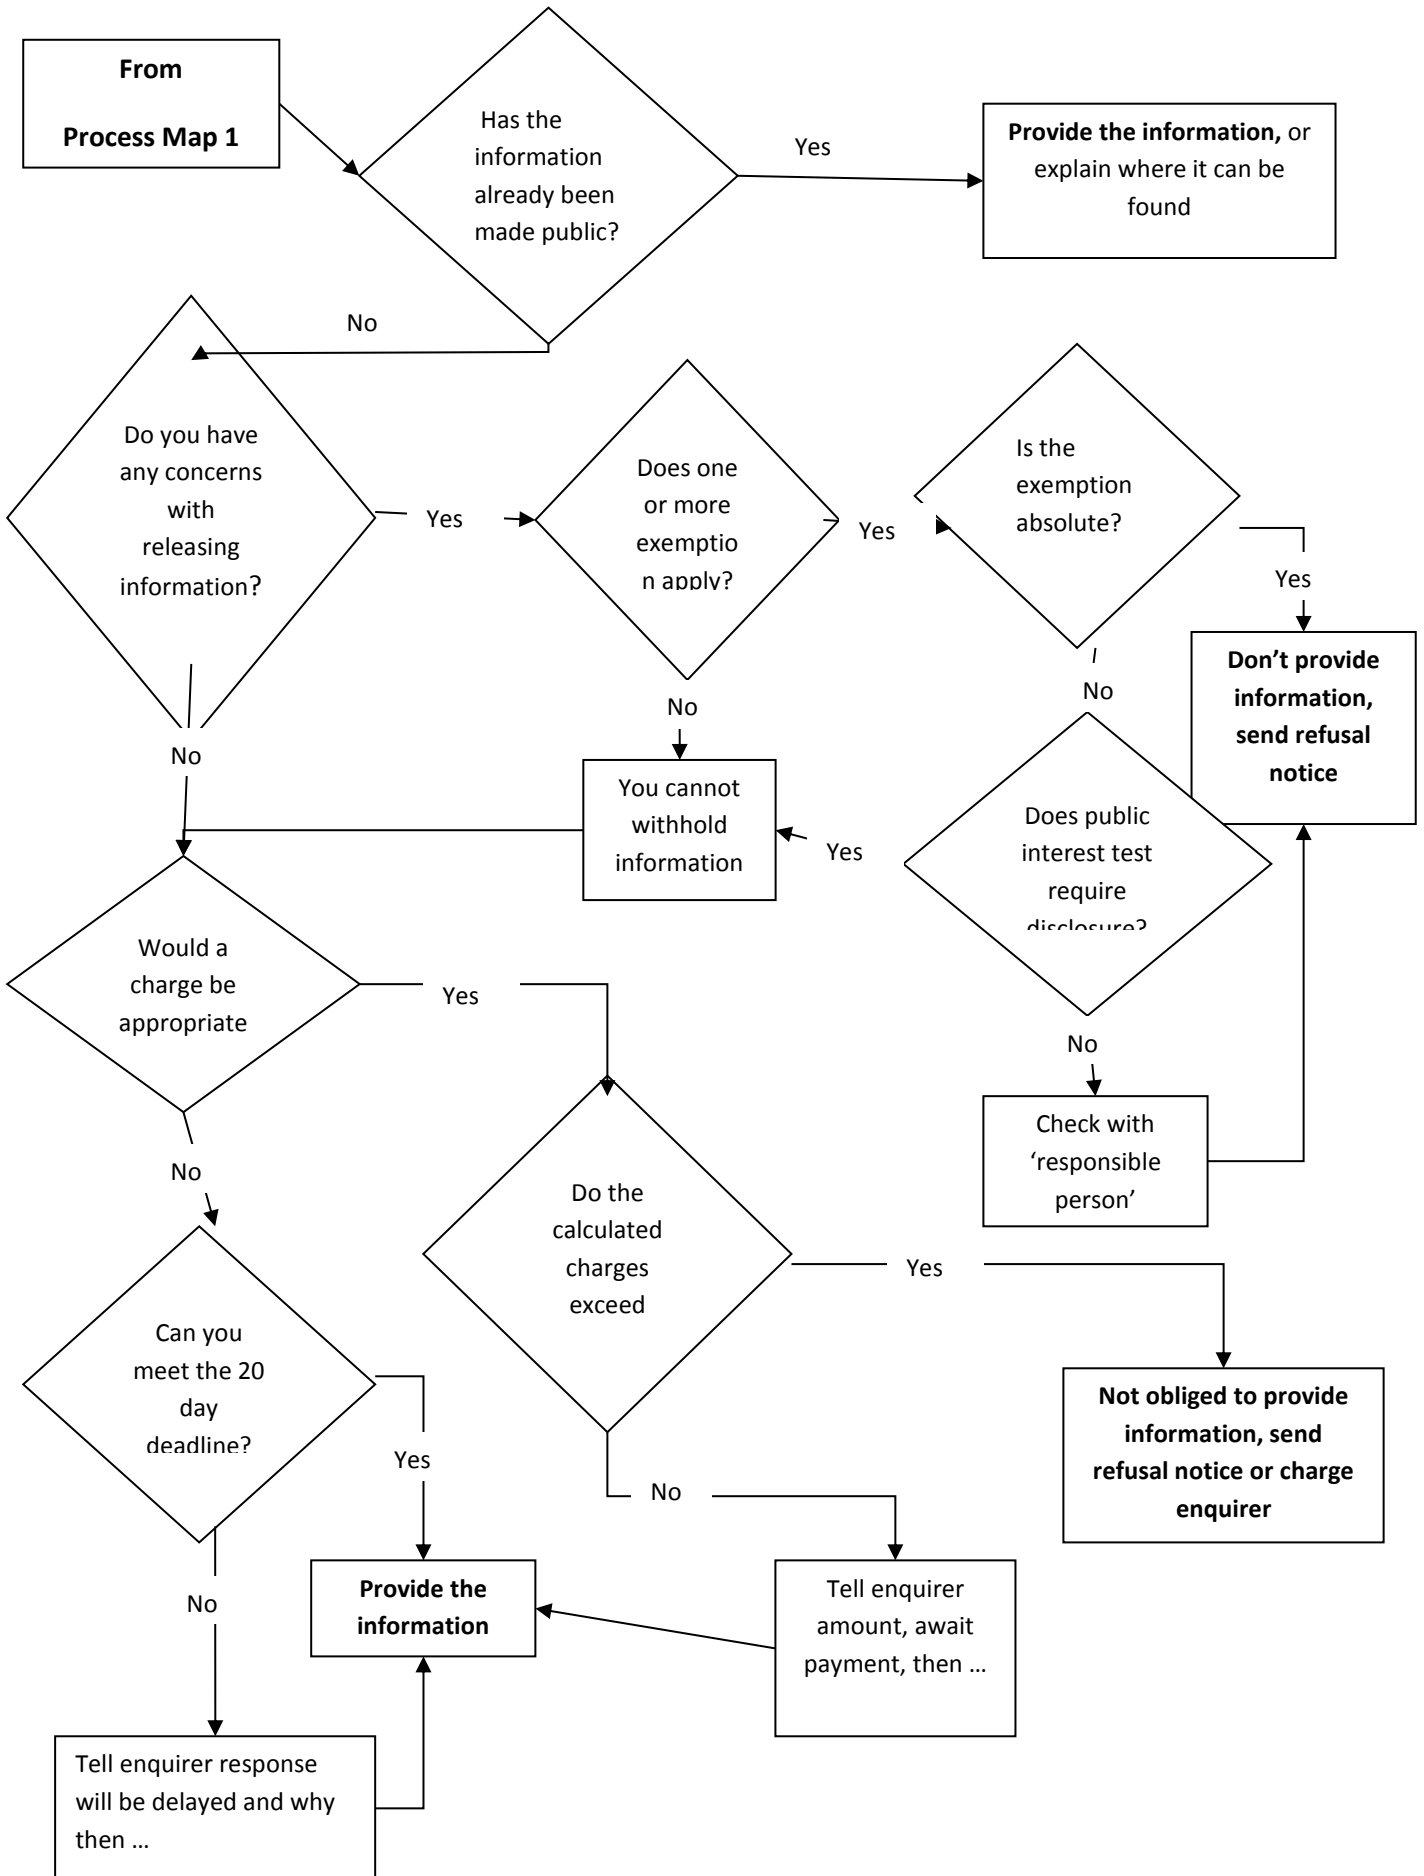 From
Process Map 1
Has the
information
already been
made public?
Yes
Provide the information, or
explain where it can be
found
No
Do you have
any concerns
with
releasing
information?
Yes
Does one
or more
exemptio
n apply?
Yes
Is the
exemption
absolute?
Yes
No
Don’t provide
information,
send refusal
notice
No
No
You cannot
withhold
information
Yes
Does public
interest test
require
disclosure?
Would a
charge be
appropriate
Yes
No
Check with
‘responsible
person’
No
Do the
calculated
charges
exceed
Yes
Can you
meet the 20
day
deadline?
Yes
Not obliged to provide
information, send
refusal notice or charge
enquirer
No
No
Provide the
information
Tell enquirer
amount, await
payment, then ...
Tell enquirer response
will be delayed and why
then ...